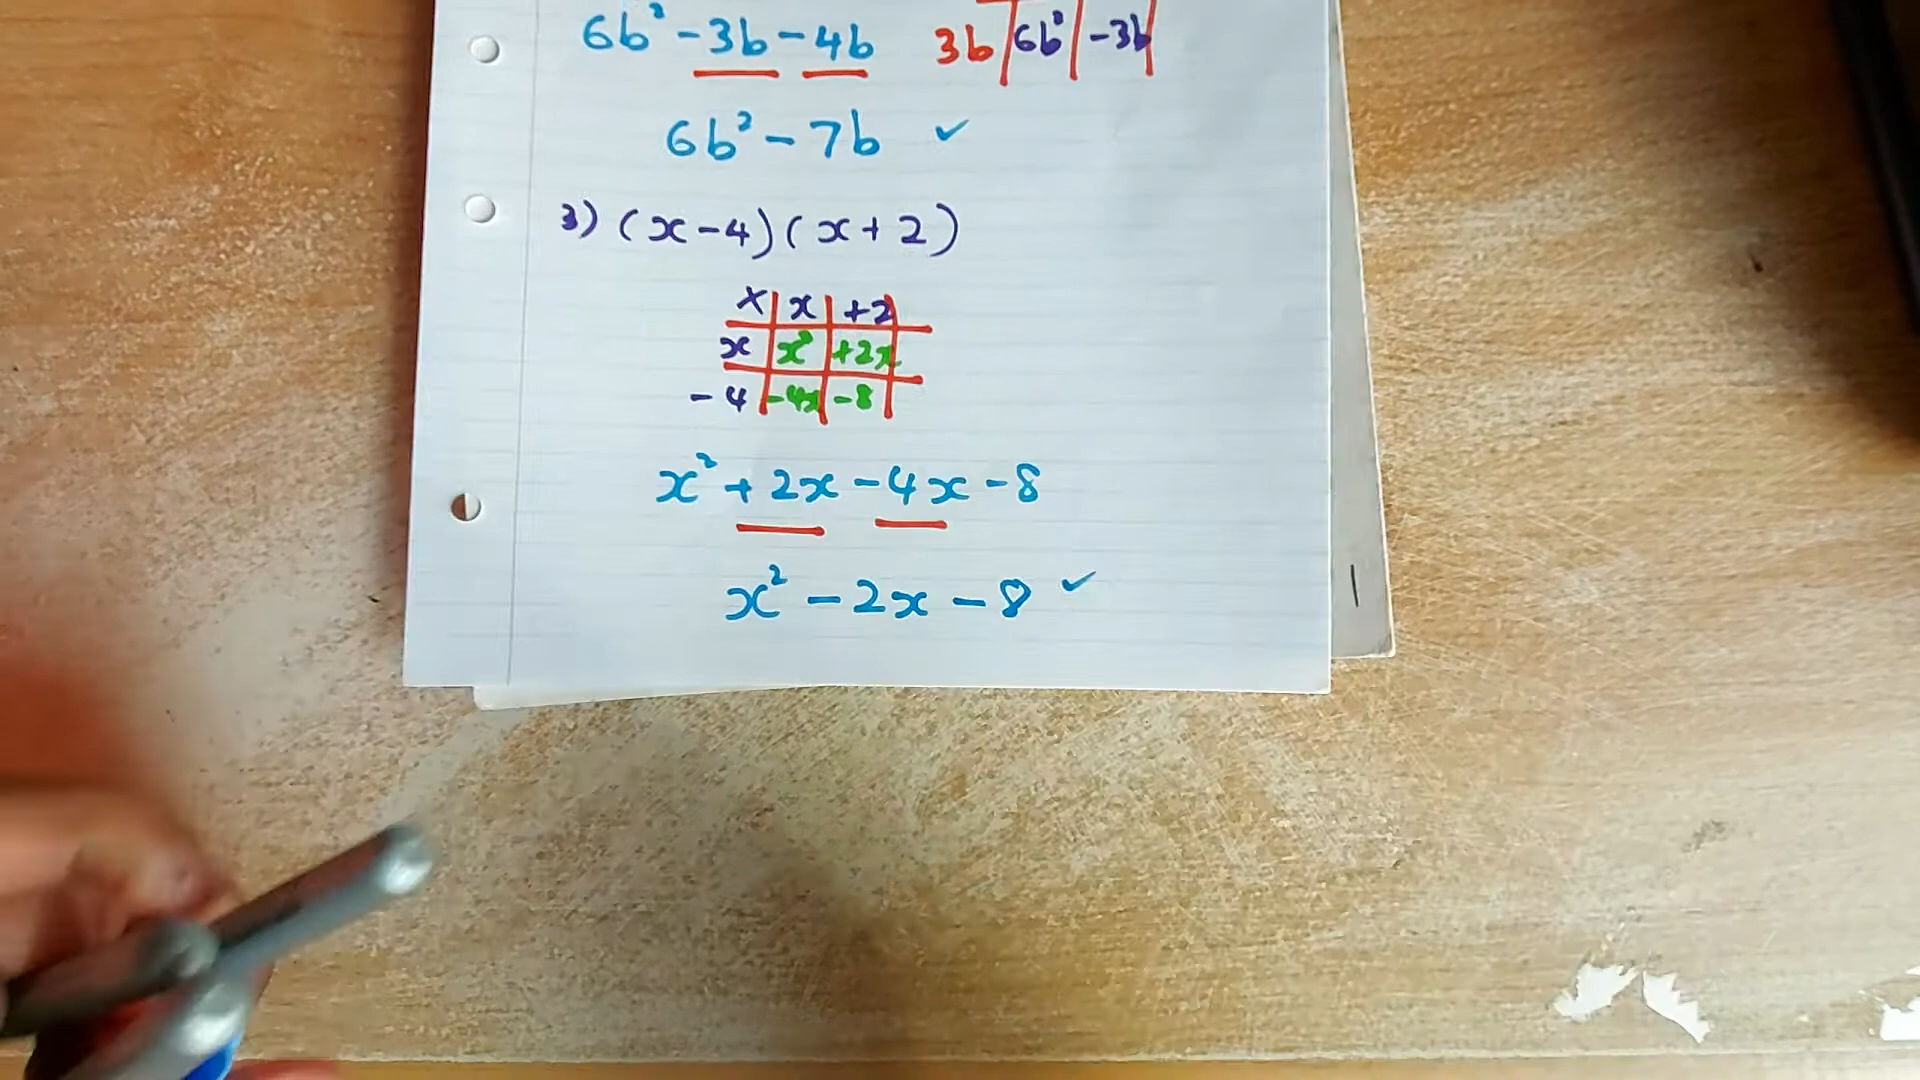 6b² - 3b - 4b 3b | 6b² | -3b
6b² - 7b ✓
3) (x - 4)(x + 2)
× | x | +2
x | x² | +2x
-4 | -4x | -8
x² + 2x - 4x - 8
x² - 2x - 8 ✓